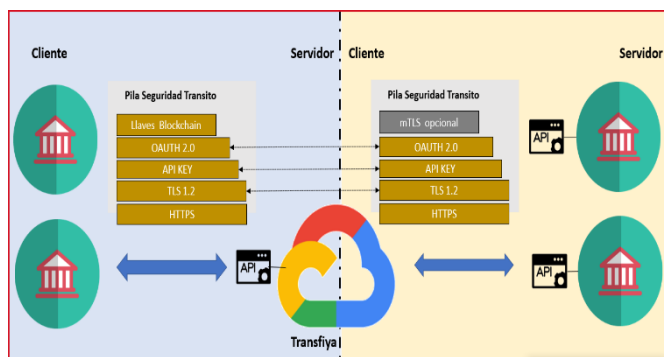 Cliente
Servidor
Cliente
Servidor
Pila Seguridad Transito
Llaves Blockchain
OAUTH 2.0
API KEY
TLS 1.2
HTTPS
Pila Seguridad Transito
mTLS opcional
OAUTH 2.0
API KEY
TLS 1.2
HTTPS
API
API
API
Transfiya